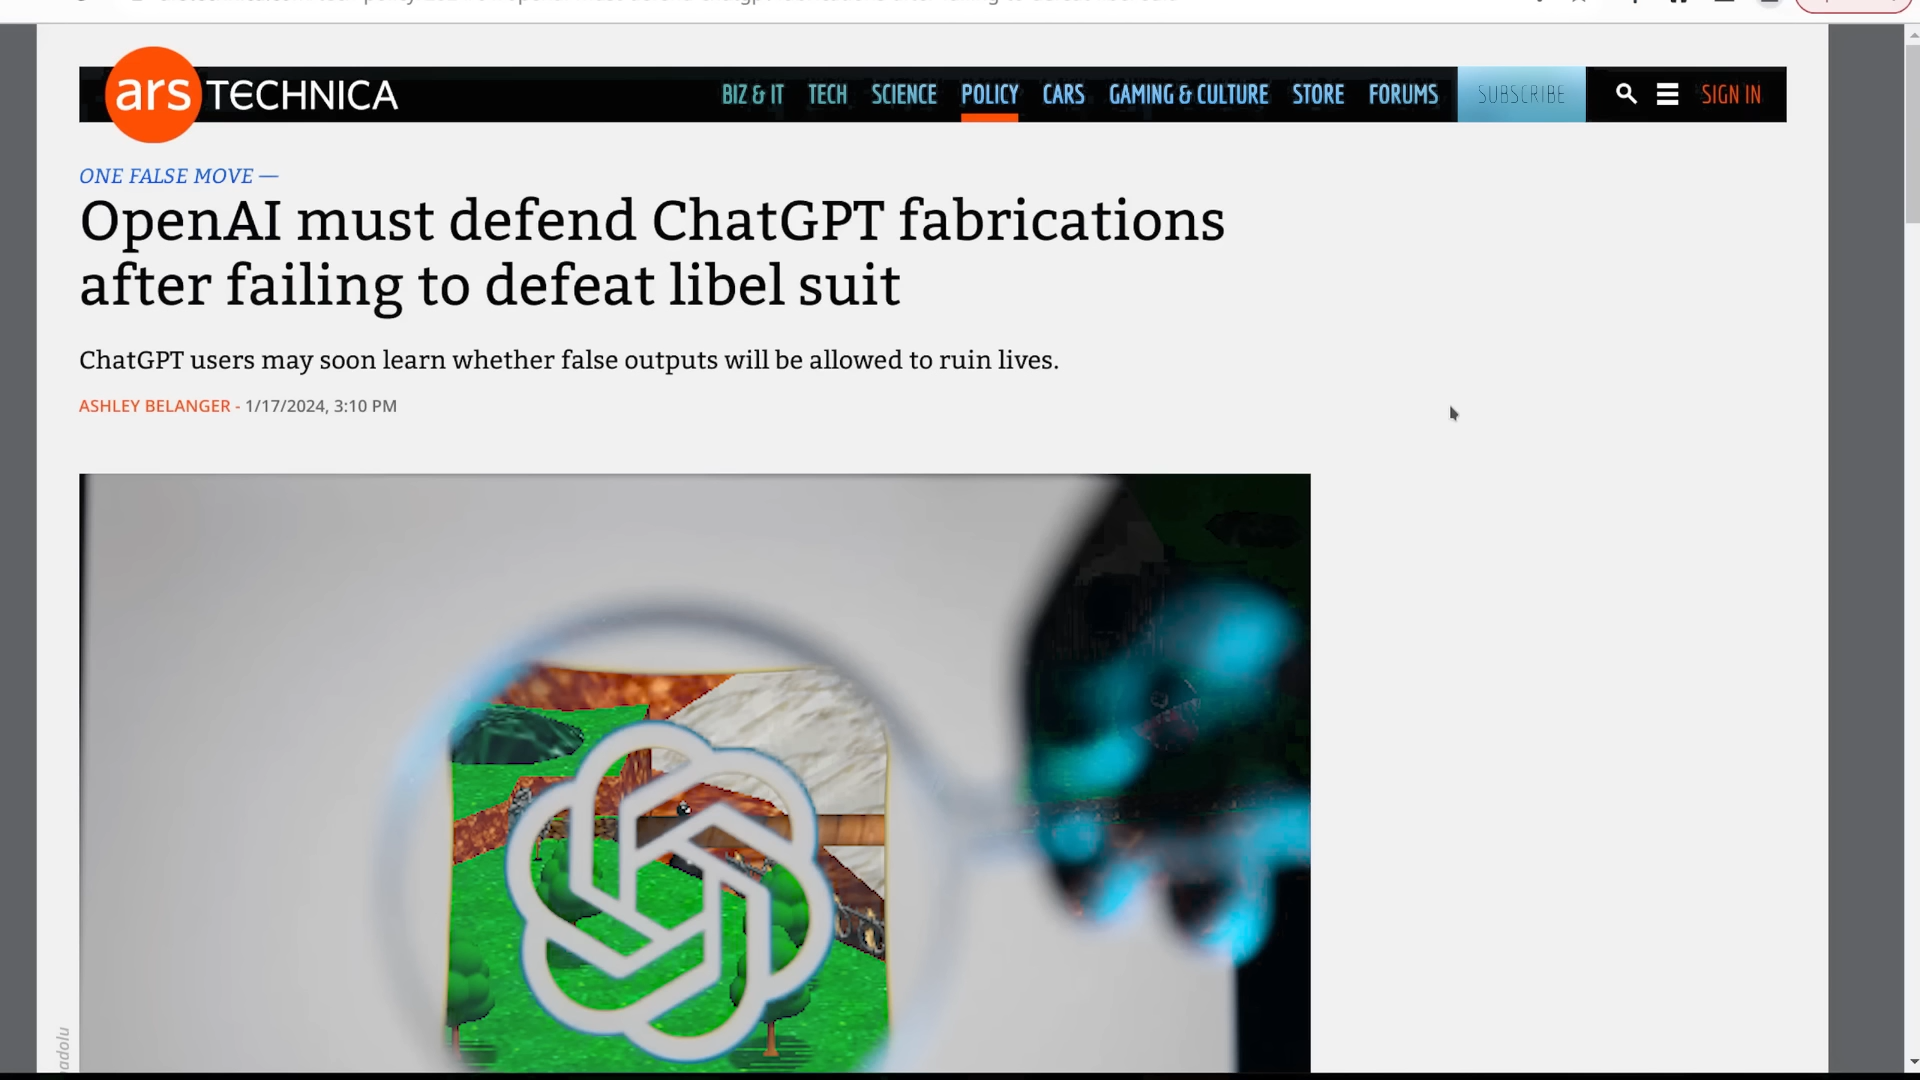 ars TECHNICA
BIZ & IT TECH SCIENCE POLICY CARS GAMING & CULTURE STORE FORUMS SUBSCRIBE SIGN IN
ONE FALSE MOVE —
OpenAI must defend ChatGPT fabrications
after failing to defeat libel suit
ChatGPT users may soon learn whether false outputs will be allowed to ruin lives.
ASHLEY BELANGER - 1/17/2024, 3:10 PM